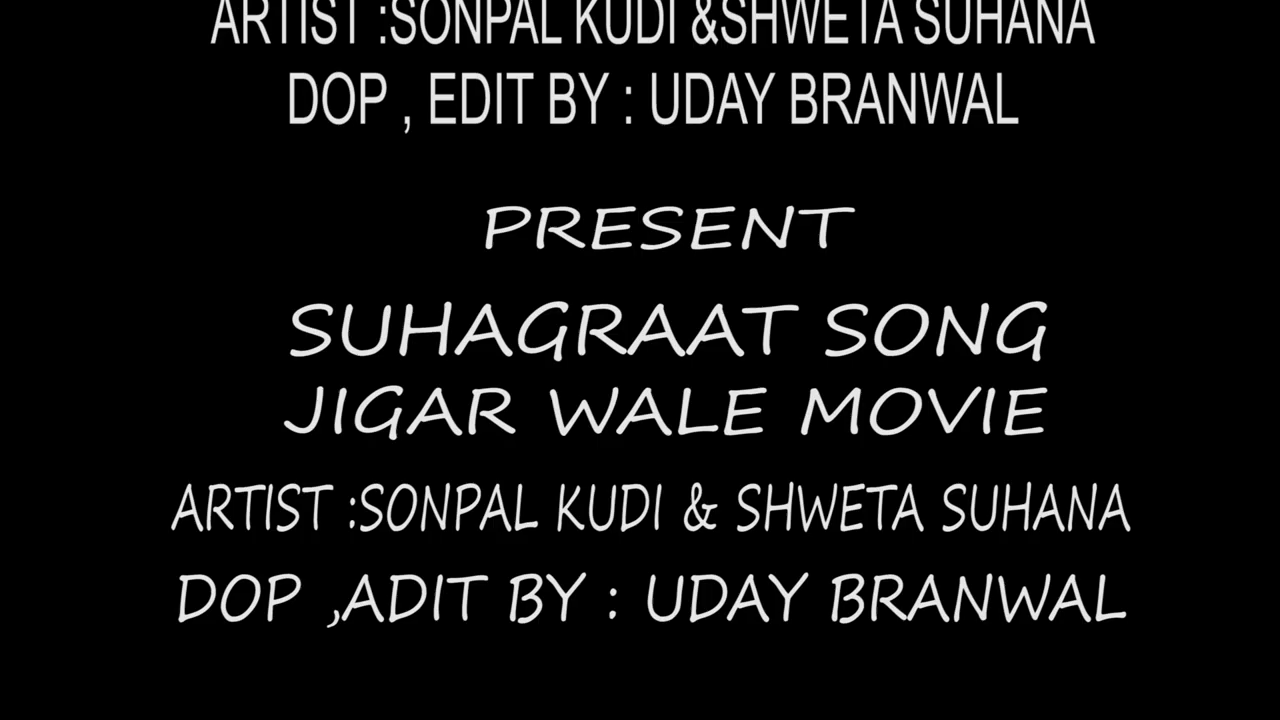 ARTIST :SONPAL KUDI &SHWETA SUHANA
DOP , EDIT BY : UDAY BRANWAL
PRESENT
SUHAGRAAT SONG
JIGAR WALE MOVIE
ARTIST :SONPAL KUDI & SHWETA SUHANA
DOP ,ADIT BY : UDAY BRANWAL